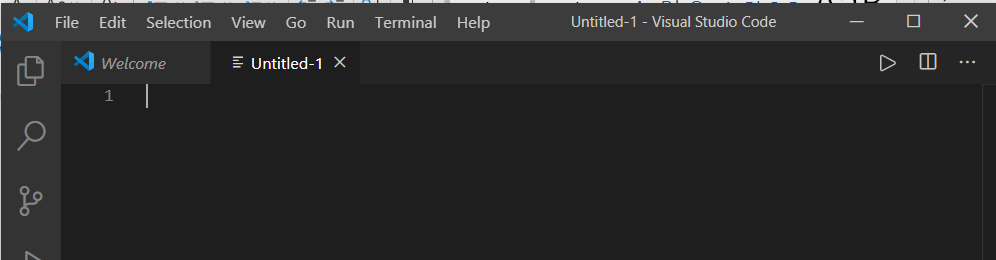 File Edit Selection View Go Run Terminal Help Untitled-1 - Visual Studio Code
Welcome Untitled-1
1